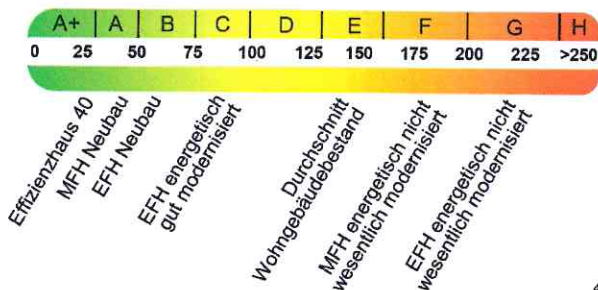 A+ A B C D E F G H
0 25 50 75 100 125 150 175 200 225 >250
Effizienzhaus 40
MFH Neubau
EFH Neubau
EFH energetisch
gut modernisiert
Durchschnitt
Wohngebäudebestand
MFH energetisch nicht
wesentlich modernisiert
EFH energetisch nicht
wesentlich modernisiert